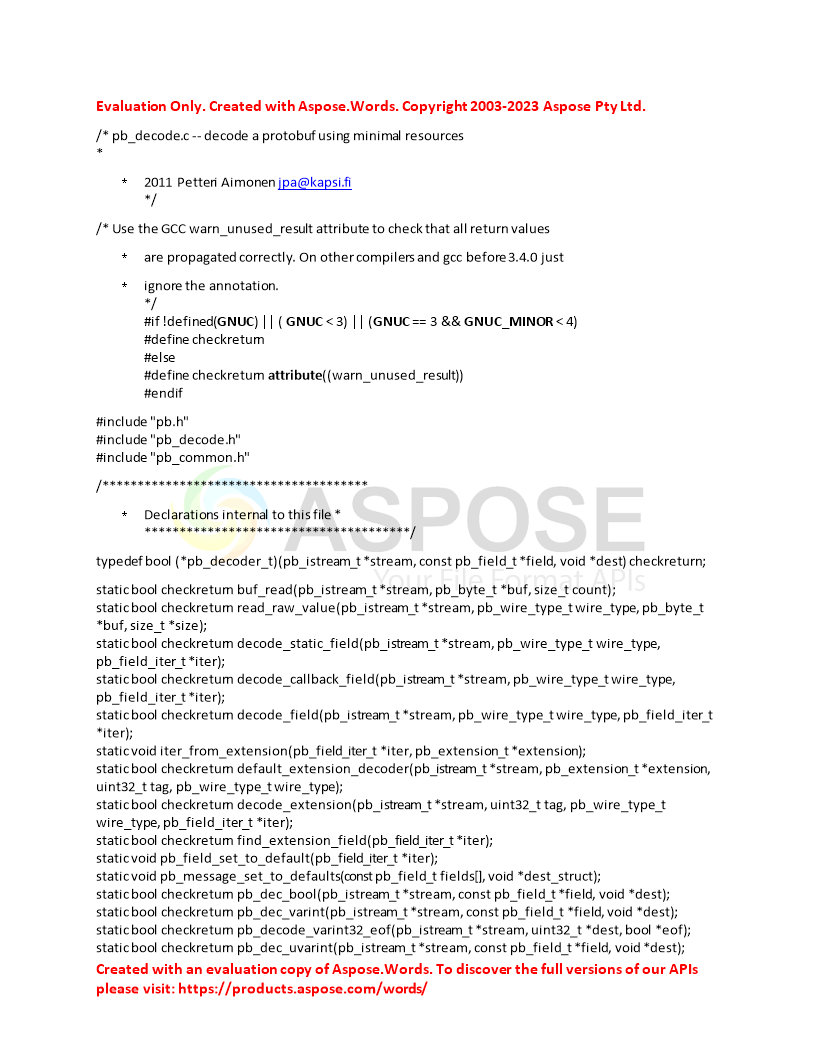 Evaluation Only. Created with Aspose.Words. Copyright 2003-2023 Aspose Pty Ltd.
/* pb_decode.c -- decode a protobuf using minimal resources
*
* 2011 Petteri Aimonen jpa@kapsi.fi
*/
/* Use the GCC warn_unused_result attribute to check that all return values
* are propagated correctly. On other compilers and gcc before 3.4.0 just
* ignore the annotation.
*/
#if !defined(GNUC) || ( GNUC < 3) || (GNUC == 3 && GNUC_MINOR < 4)
#define checkreturn
#else
#define checkreturn attribute((warn_unused_result))
#endif
#include "pb.h"
#include "pb_decode.h"
#include "pb_common.h"
/**************************************
* Declarations internal to this file *
**************************************/
typedef bool (*pb_decoder_t)(pb_istream_t *stream, const pb_field_t *field, void *dest) checkreturn;
static bool checkreturn buf_read(pb_istream_t *stream, pb_byte_t *buf, size_t count);
static bool checkreturn read_raw_value(pb_istream_t *stream, pb_wire_type_t wire_type, pb_byte_t
*buf, size_t *size);
static bool checkreturn decode_static_field(pb_istream_t *stream, pb_wire_type_t wire_type,
pb_field_iter_t *iter);
static bool checkreturn decode_callback_field(pb_istream_t *stream, pb_wire_type_t wire_type,
pb_field_iter_t *iter);
static bool checkreturn decode_field(pb_istream_t *stream, pb_wire_type_t wire_type, pb_field_iter_t
*iter);
static void iter_from_extension(pb_field_iter_t *iter, pb_extension_t *extension);
static bool checkreturn default_extension_decoder(pb_istream_t *stream, pb_extension_t *extension,
uint32_t tag, pb_wire_type_t wire_type);
static bool checkreturn decode_extension(pb_istream_t *stream, uint32_t tag, pb_wire_type_t
wire_type, pb_field_iter_t *iter);
static bool checkreturn find_extension_field(pb_field_iter_t *iter);
static void pb_field_set_to_default(pb_field_iter_t *iter);
static void pb_message_set_to_defaults(const pb_field_t fields[], void *dest_struct);
static bool checkreturn pb_dec_bool(pb_istream_t *stream, const pb_field_t *field, void *dest);
static bool checkreturn pb_dec_varint(pb_istream_t *stream, const pb_field_t *field, void *dest);
static bool checkreturn pb_decode_varint32_eof(pb_istream_t *stream, uint32_t *dest, bool *eof);
static bool checkreturn pb_dec_uvarint(pb_istream_t *stream, const pb_field_t *field, void *dest);
Created with an evaluation copy of Aspose.Words. To discover the full versions of our APIs
please visit: https://products.aspose.com/words/
ASPOSE
Your File Format APIs